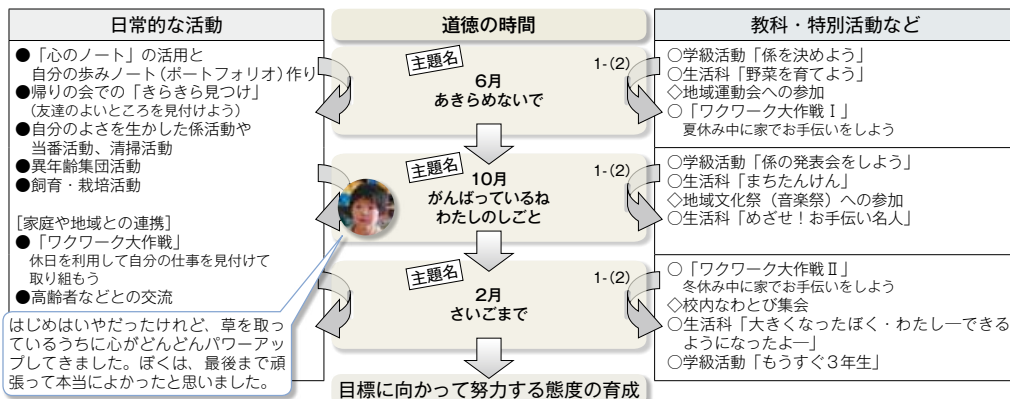 日常的な活動
●「心のノート」の活用と
自分の歩みノート(ポートフォリオ)作り
●帰りの会での「きらきら見つけ」
(友達のよいところを見付けよう)
●自分のよさを生かした係活動や
当番活動、清掃活動
●異年齢集団活動
●飼育・栽培活動
[家庭や地域との連携]
●「ワクワーク大作戦」
休日を利用して自分の仕事を見付けて
取り組もう
●高齢者などとの交流
はじめはいやだったけれど、草を取っ
ているうちに心がどんどんパワーアッ
プしてきました。ぼくは、最後まで頑
張って本当によかったと思いました。
道徳の時間
主題名
1-(2)
6月
あきらめないで
主題名
1-(2)
10月
がんばっているね
わたしのしごと
主題名
1-(2)
2月
さいごまで
目標に向かって努力する態度の育成
教科・特別活動など
○学級活動「係を決めよう」
○生活科「野菜を育てよう」
◇地域運動会への参加
○「ワクワーク大作戦Ⅰ」
夏休み中に家でお手伝いをしよう
○学級活動「係の発表会をしよう」
○生活科「まちたんけん」
◇地域文化祭(音楽祭)への参加
○生活科「めざせ!お手伝い名人」
○「ワクワーク大作戦Ⅱ」
冬休み中に家でお手伝いをしよう
◇校内なわとび集会
○生活科「大きくなったぼく・わたし―できる
ようになったよ―」
○学級活動「もうすぐ3年生」